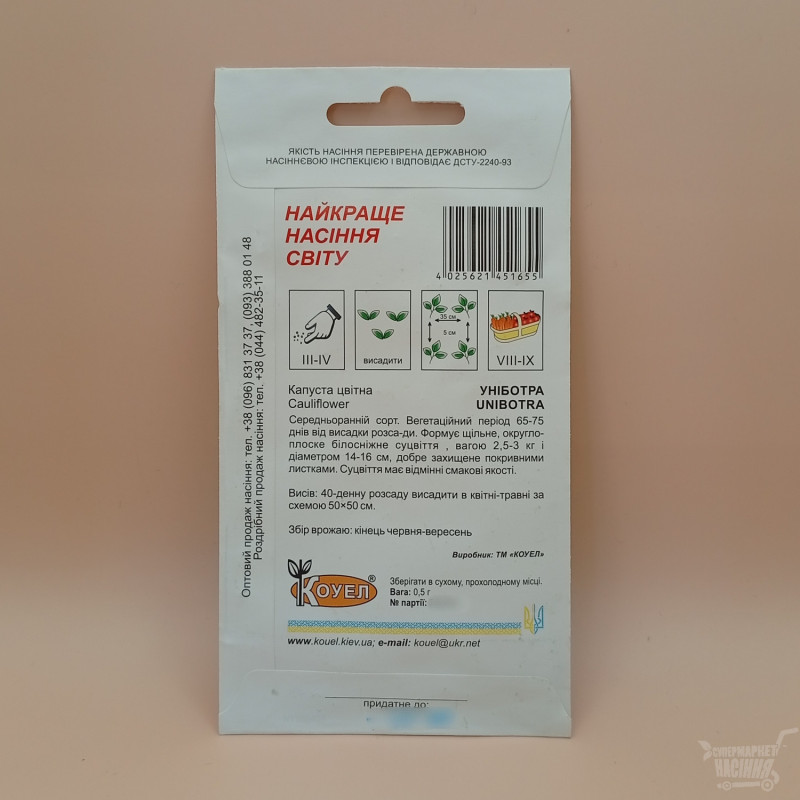 ЯКІСТЬ НАСІННЯ ПЕРЕВІРЕНА ДЕРЖАВНОЮ
НАСІННЄВОЮ ІНСПЕКЦІЄЮ І ВІДПОВІДАЄ ДСТУ-2240-93
НАЙКРАЩЕ
НАСІННЯ
СВІТУ
4 025621 451655
35 см
5 см
III-IV
висадити
VIII-IX
Капуста цвітна
УНІБОТРА
Cauliflower
UNIBOTRA
Середньоранній сорт. Вегетаційний період 65-75
днів від висадки розса-ди. Формує щільне, округло-
плоске білосніжне суцвіття , вагою 2,5-3 кг і
діаметром 14-16 см, добре захищене покривними
листками. Суцвіття має відмінні смакові якості.
Висів: 40-денну розсаду висадити в квітні-травні за
схемою 50×50 см.
Збір врожаю: кінець червня-вересень
Виробник: ТМ «КОУЕЛ»
КОУЕЛ®
Зберігати в сухому, прохолодному місці.
Вага: 0,5 г
№ партії:
www.kouel.kiev.ua; e-mail: kouel@ukr.net
придатне до:
Оптовий продаж насіння: тел. +38 (096) 831 37 37, (093) 388 01 48
Роздрібний продаж насіння: тел. +38 (044) 482-35-11
СУПЕРМАРКЕТ
НАСІННЯ